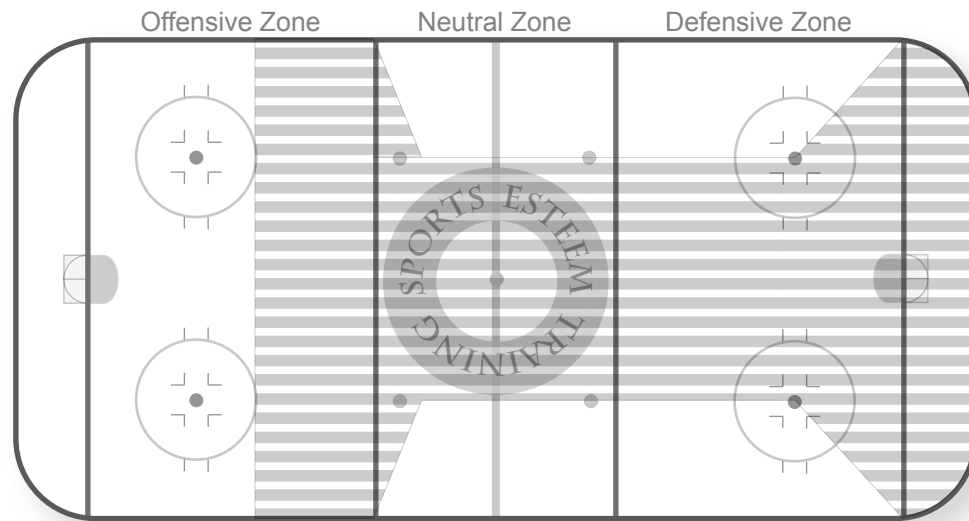 Offensive Zone
Neutral Zone
Defensive Zone
SPORTS ESTEEM TRAINING